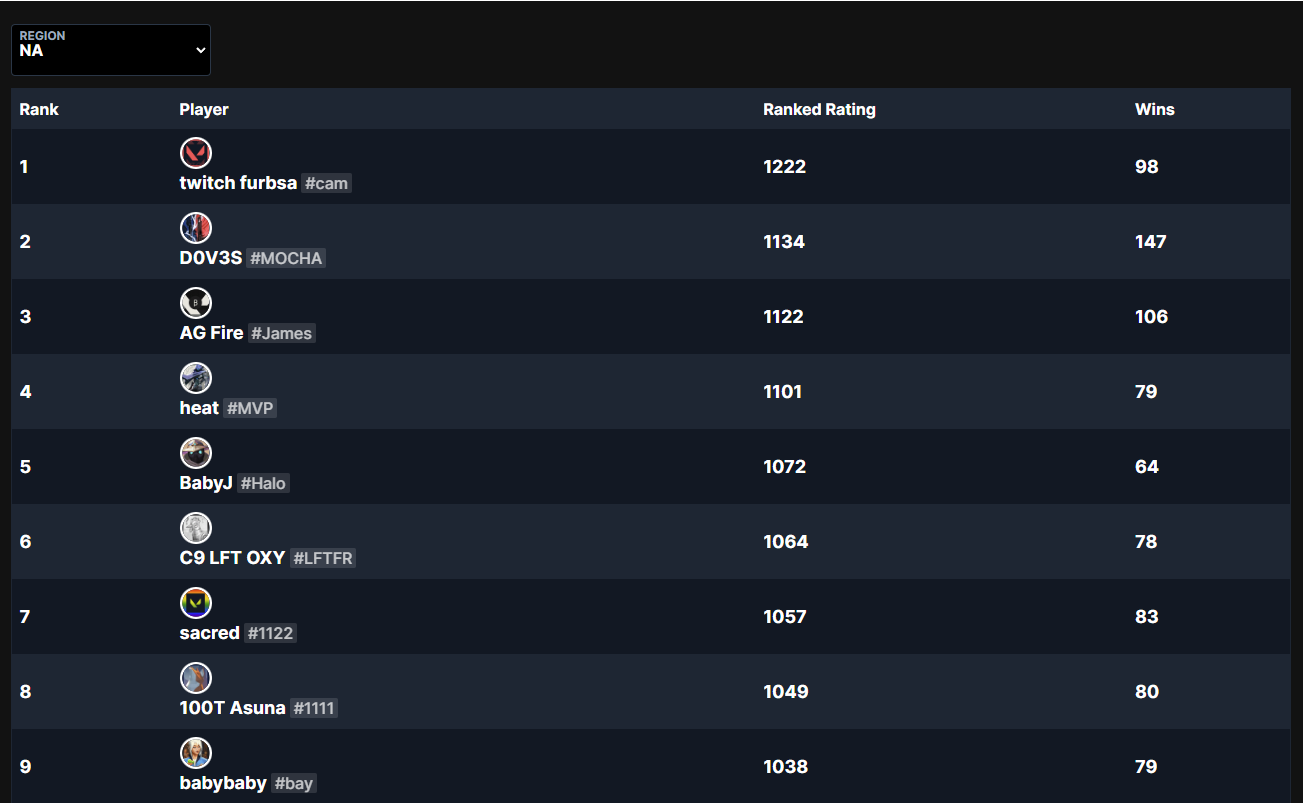 REGION
NA
Rank Player Ranked Rating Wins
1 twitch furbsa #cam 1222 98
2 D0V3S #MOCHA 1134 147
3 AG Fire #James 1122 106
4 heat #MVP 1101 79
5 BabyJ #Halo 1072 64
6 C9 LFT OXY #LFTFR 1064 78
7 sacred #1122 1057 83
8 100T Asuna #1111 1049 80
9 babybaby #bay 1038 79